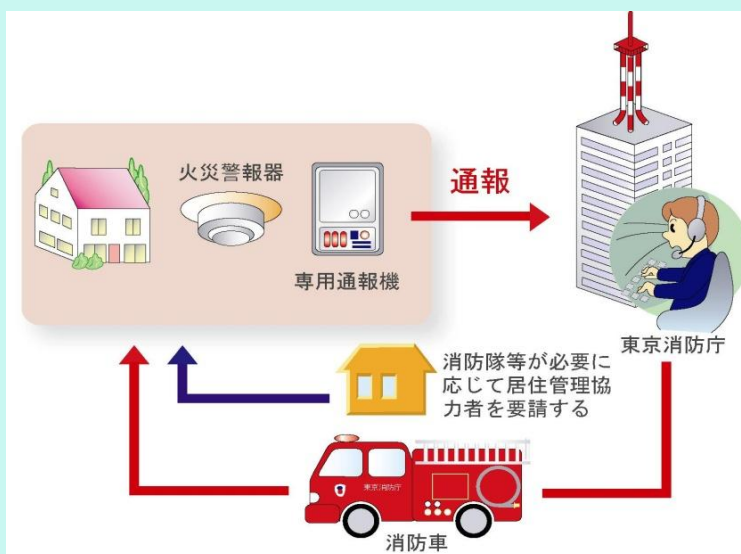 火災警報器
専用通報機
通報
東京消防庁
消防隊等が必要に
応じて居住管理協
力者を要請する
東京消防庁
消防車